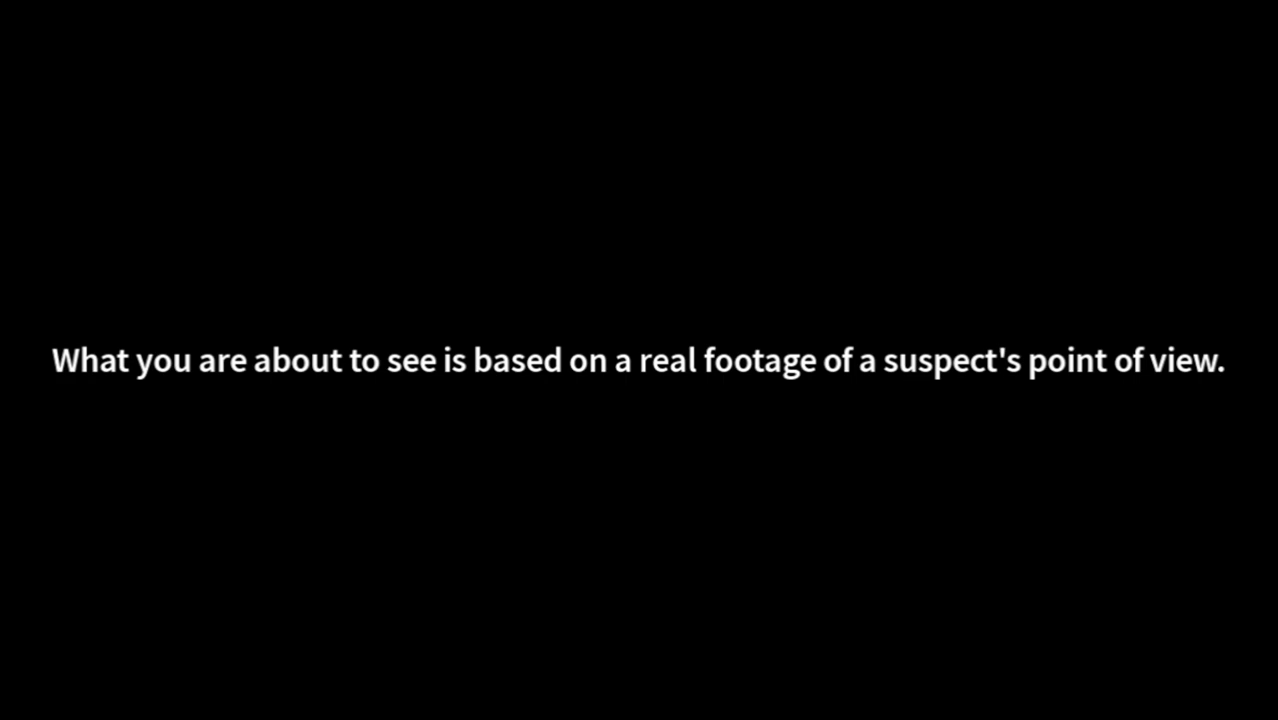 What you are about to see is based on a real footage of a suspect's point of view.